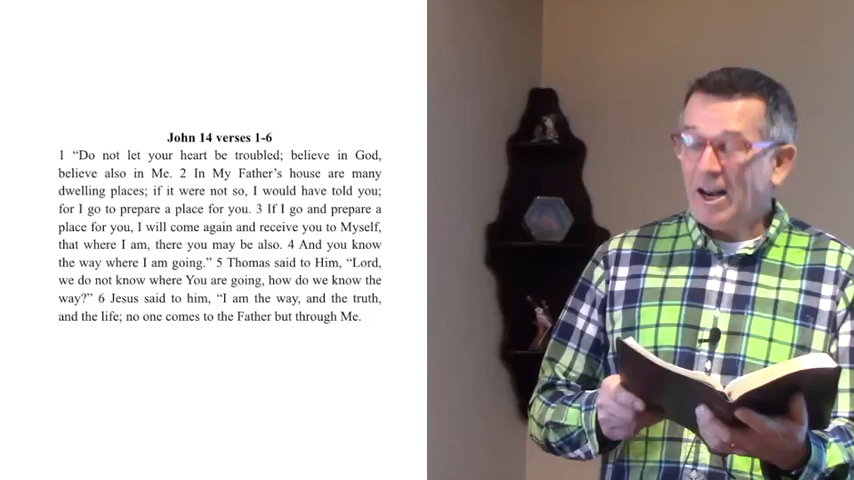 John 14 verses 1-6
1 “Do not let your heart be troubled; believe in God,
believe also in Me. 2 In My Father’s house are many
dwelling places; if it were not so, I would have told you;
for I go to prepare a place for you. 3 If I go and prepare a
place for you, I will come again and receive you to Myself,
that where I am, there you may be also. 4 And you know
the way where I am going.” 5 Thomas said to Him, “Lord,
we do not know where You are going, how do we know the
way?” 6 Jesus said to him, “I am the way, and the truth,
and the life; no one comes to the Father but through Me.